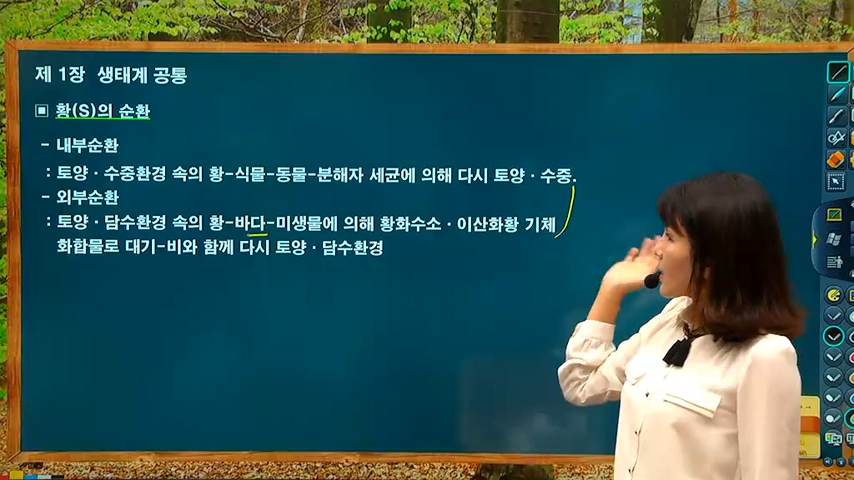 제 1장 생태계 공통
▣ 황(S)의 순환
- 내부순환
: 토양·수중환경 속의 황-식물-동물-분해자 세균에 의해 다시 토양·수중.
- 외부순환
: 토양·담수환경 속의 황-바다-미생물에 의해 황화수소·이산화황 기체
화합물로 대기-비와 함께 다시 토양·담수환경